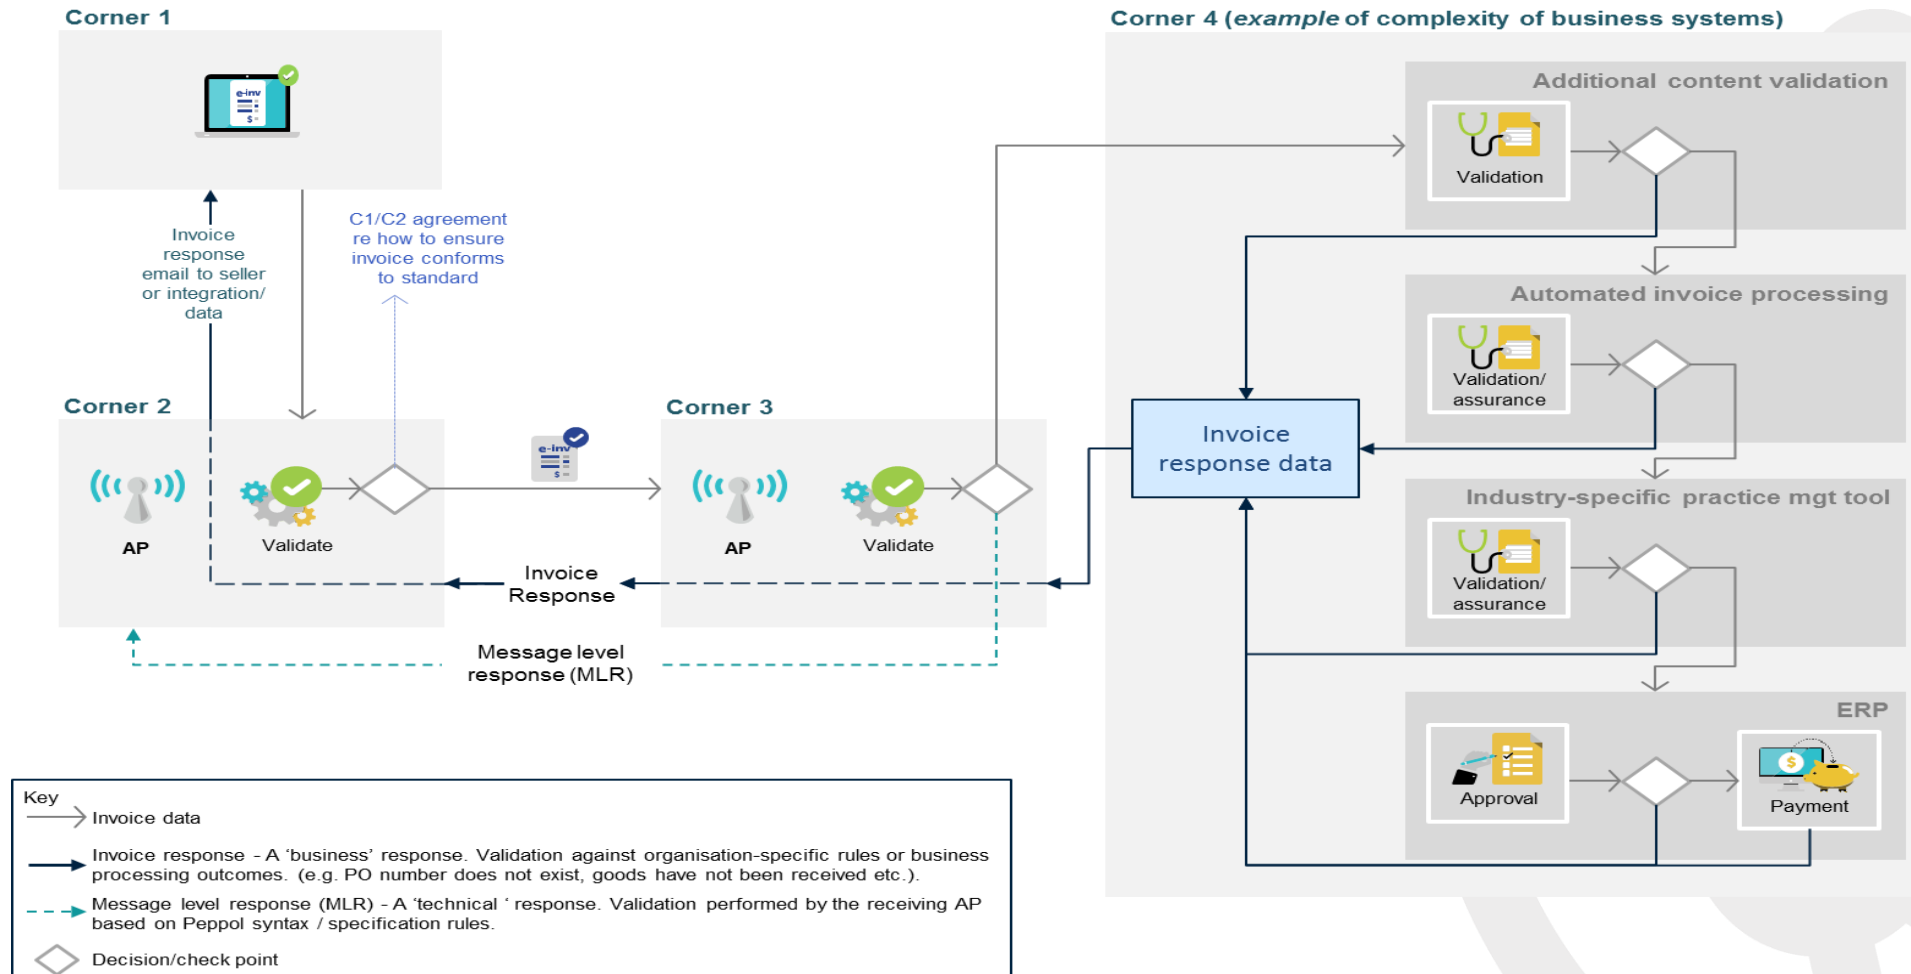 Corner 1
e-inv
$
Invoice
response
email to seller
or integration/
data
C1/C2 agreement
re how to ensure
invoice conforms
to standard
Corner 2
AP
Validate
e-inv
$
Corner 3
AP
Validate
Invoice
Response
Message level
response (MLR)
Corner 4 (example of complexity of business systems)
Additional content validation
Validation
Automated invoice processing
Validation/
assurance
Invoice
response data
Industry-specific practice mgt tool
Validation/
assurance
ERP
Approval
$
Payment
Key
Invoice data
Invoice response - A ‘business’ response. Validation against organisation-specific rules or business
processing outcomes. (e.g. PO number does not exist, goods have not been received etc.).
Message level response (MLR) - A ‘technical ‘ response. Validation performed by the receiving AP
based on Peppol syntax / specification rules.
Decision/check point